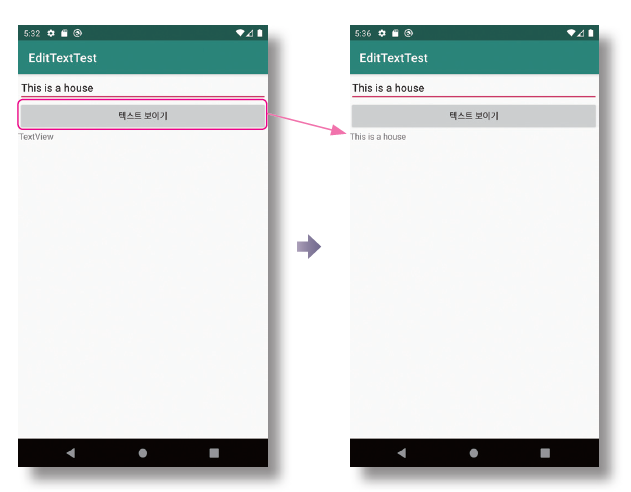 5:32
EditTextTest
This is a house
텍스트 보이기
TextView
5:36
EditTextTest
This is a house
텍스트 보이기
This is a house